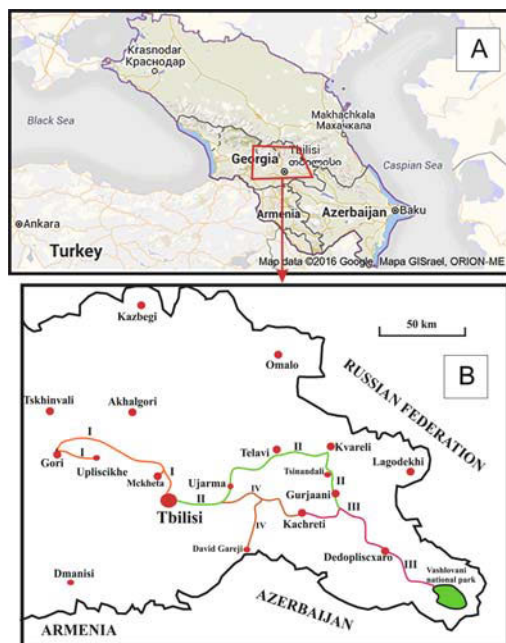 A
Krasnodar
Краснодар
Makhachkala
Махачкала
Black Sea
Tbilisi
თბილისი
Georgia
Caspian Sea
Armenia
Azerbaijan
Baku
Ankara
Turkey
Map data ©2016 Google, Mapa GISrael, ORION-ME
B
50 km
Kazbegi
Omalo
RUSSIAN FEDERATION
Tskhinvali
Akhalgori
I
Gori
I
Upliscikhe
Mckheta
I
Telavi
II
Kvareli
Tsinandali
Lagodekhi
Ujarma
II
II
Gurjaani
Tbilisi
IV
Kachreti
III
IV
David Gareji
Dedopliscxaro
III
Vashlovani
national park
Dmanisi
ARMENIA
AZERBAIJAN